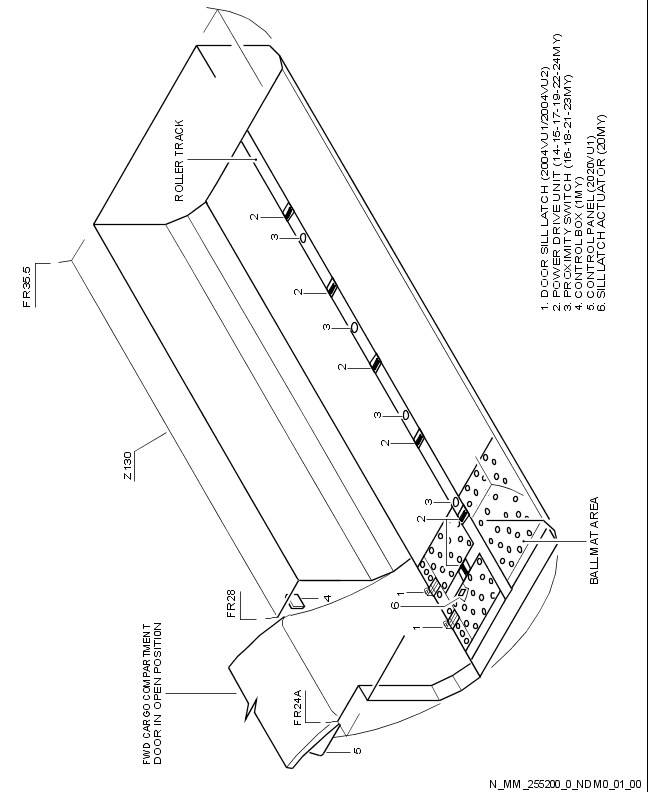 FR35.5
Z130
FR28
FWD CARGO COMPARTMENT
DOOR IN OPEN POSITION
FR24A
ROLLER TRACK
2
3
2
3
2
3
2
3
2
1
6
1
4
5
BALLMAT AREA
1. DOOR SILL LATCH (2004VU1/2004VU2)
2. POWER DRIVE UNIT (14-15-17-19-22-24MY)
3. PROXIMITY SWITCH (16-18-21-23MY)
4. CONTROL BOX (1MY)
5. CONTROL PANEL (2020VU1)
6. SILL LATCH ACTUATOR (20MY)
N_MM_255200_0_NDM0_01_00